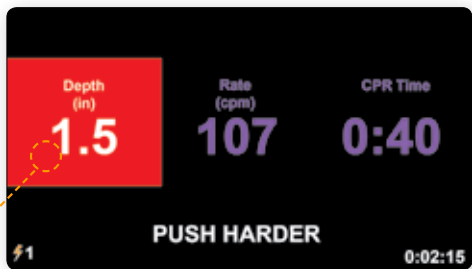 Depth Rate CPR Time
(in) (cpm)
1.5 107 0:40
PUSH HARDER
1 0:02:15